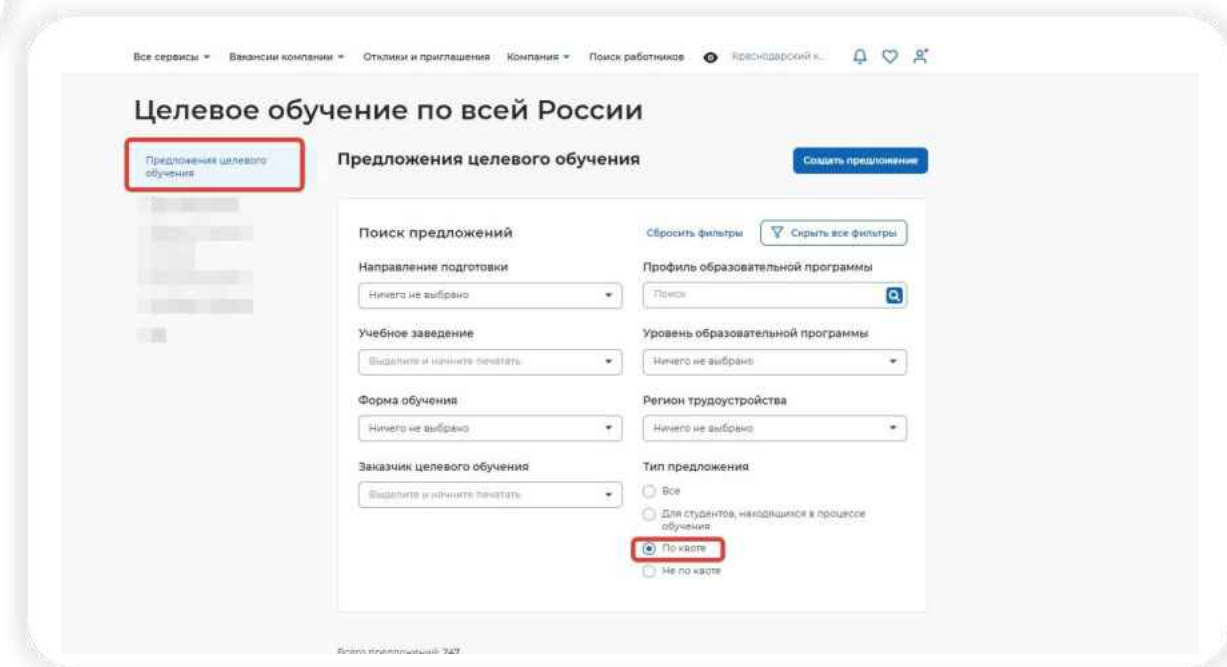 Все сервисы Вакансии компании Отклики и приглашения Компания Поиск работников Краснодарский к...
Целевое обучение по всей России
Предложения целевого
обучения
Предложения целевого обучения
Создать предложение
Поиск предложений
Сбросить фильтры
Скрыть все фильтры
Направление подготовки
Профиль образовательной программы
Ничего не выбрано
Поиск
Учебное заведение
Уровень образовательной программы
Выделите и начните печатать
Ничего не выбрано
Форма обучения
Регион трудоустройства
Ничего не выбрано
Ничего не выбрано
Заказчик целевого обучения
Тип предложения
Выделите и начните печатать
Все
Для студентов, находящихся в процессе
обучения
По квоте
Не по квоте
Всего предложений: 247